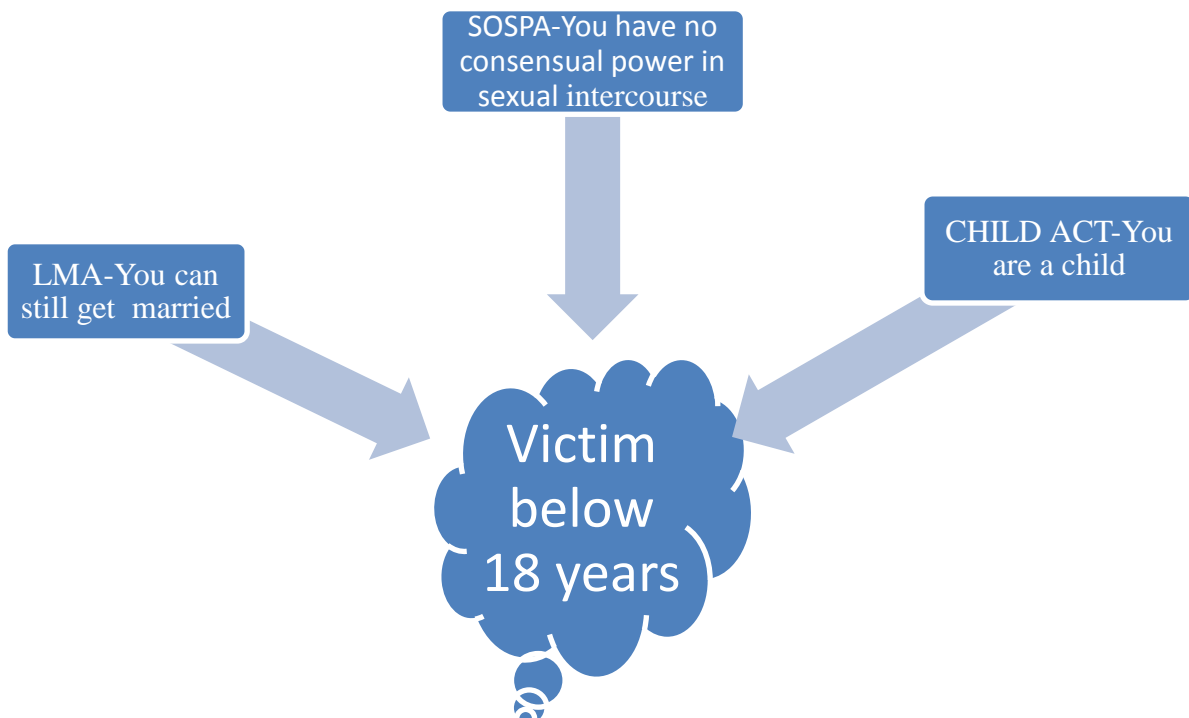 SOSPA-You have no
consensual power in
sexual intercourse
LMA-You can
still get married
CHILD ACT-You
are a child
Victim
below
18 years